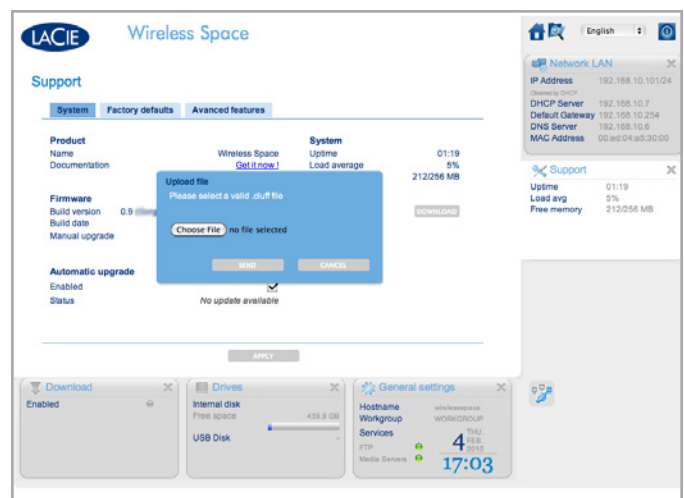 LACIE
Wireless Space
English
Support
System Factory defaults Avanced features
Product
Name Wireless Space
Documentation Get it now !
System
Uptime 01:19
Load average 5%
212/256 MB
Firmware
Build version 0.9
Build date
Manual upgrade
DOWNLOAD
Upload file
Please select a valid .cluff file
Choose File no file selected
SEND CANCEL
Automatic upgrade
Enabled
Status No update available
APPLY
Network LAN
IP Address 192.168.10.101/24
Obtained by DHCP
DHCP Server 192.168.10.7
Default Gateway 192.168.10.254
DNS Server 192.168.10.6
MAC Address 00:ed:04:a5:30:00
Support
Uptime 01:19
Load avg 5%
Free memory 212/256 MB
Download
Enabled
Drives
Internal disk
Free space 439.9 GB
USB Disk -
General settings
Hostname wirelessspace
Workgroup WORKGROUP
Services
FTP
Media Servers
4 THU.
FEB.
2010
17:03